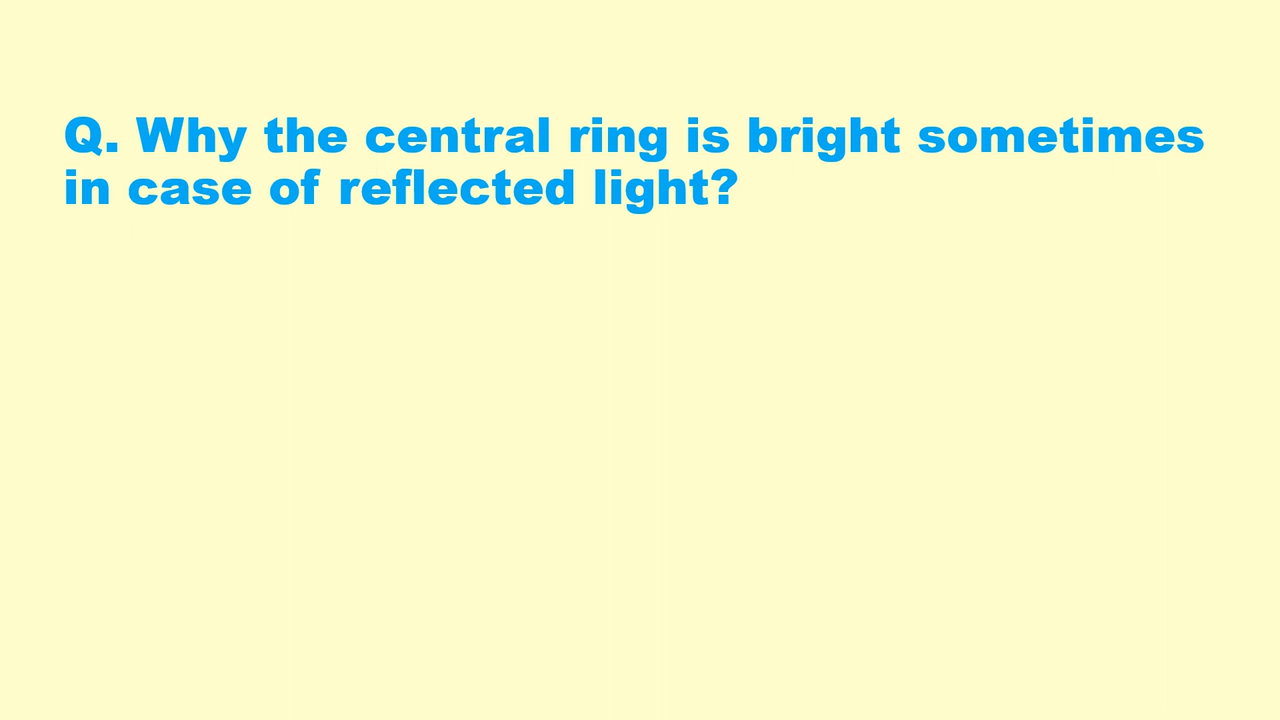 Q. Why the central ring is bright sometimes
in case of reflected light?